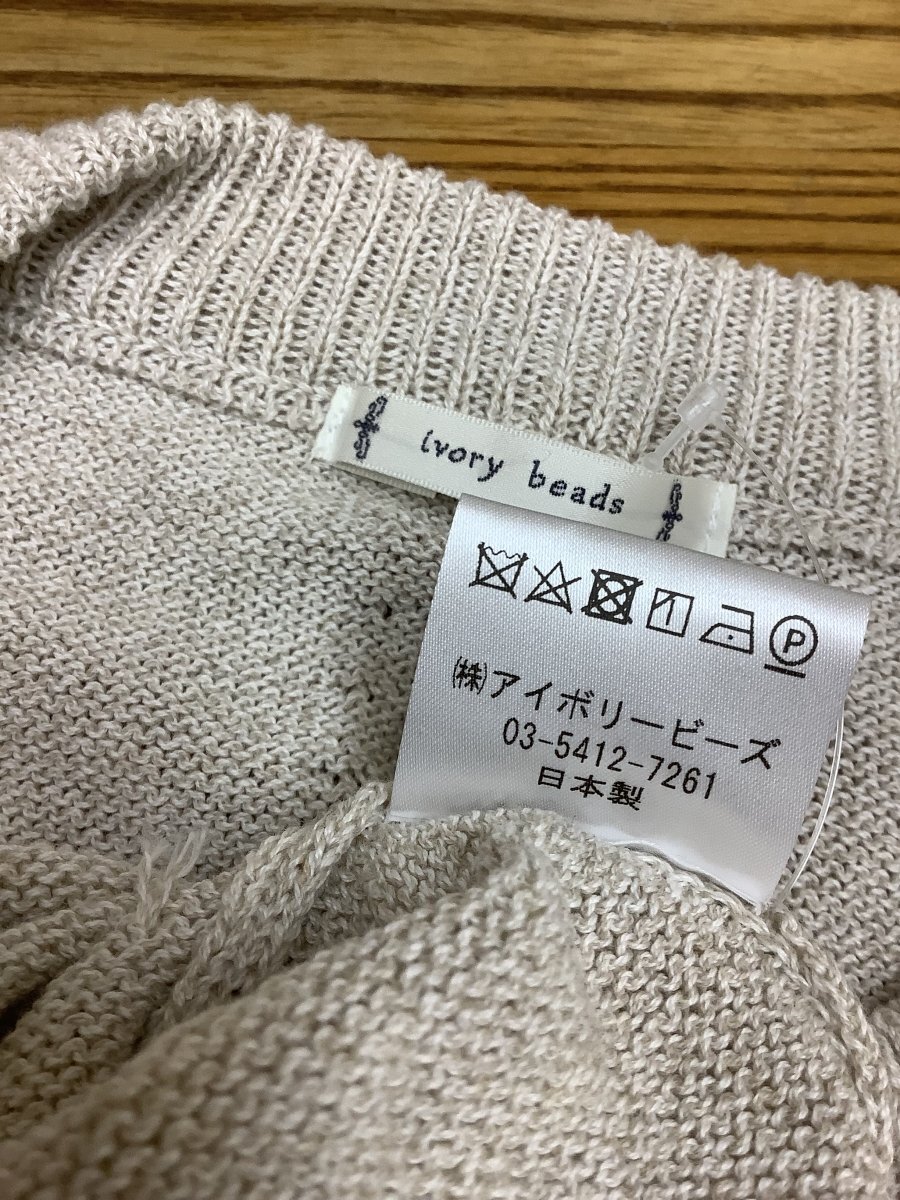 ivory beads
P
㈱アイボリービーズ
03-5412-7261
日本製